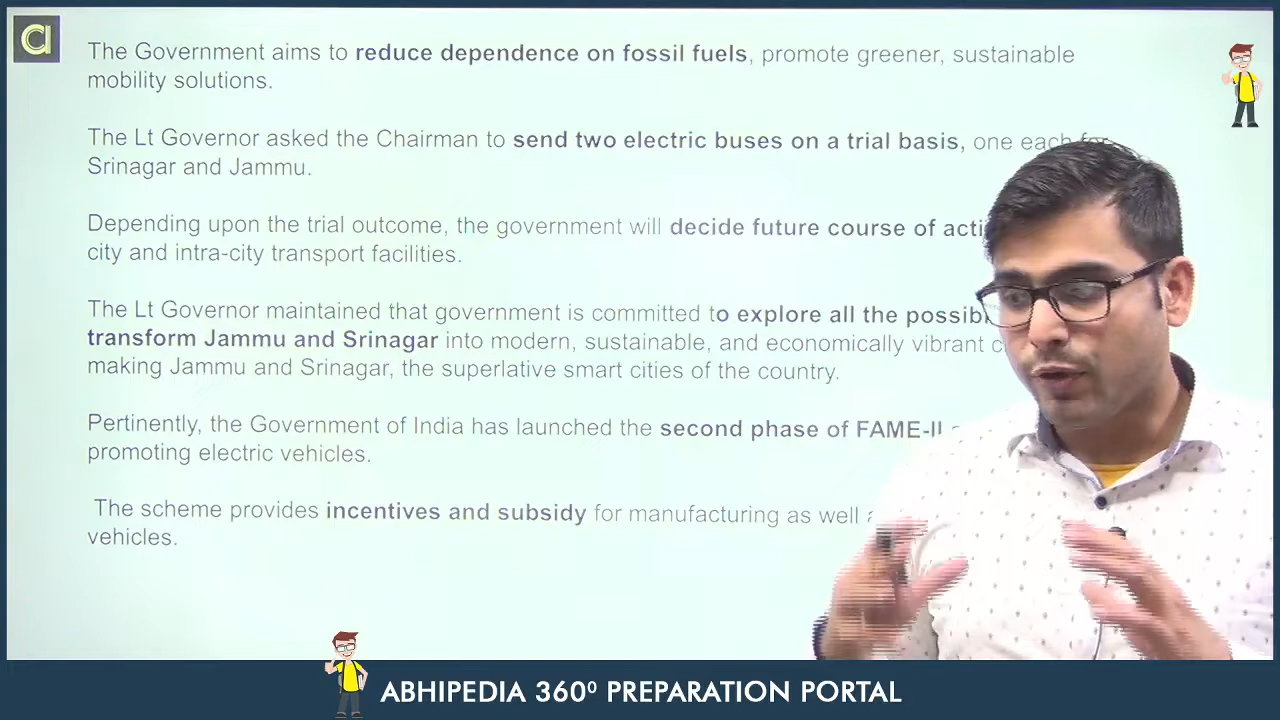 The Government aims to reduce dependence on fossil fuels, promote greener, sustainable
mobility solutions.
The Lt Governor asked the Chairman to send two electric buses on a trial basis, one each for
Srinagar and Jammu.
Depending upon the trial outcome, the government will decide future course of acti
city and intra-city transport facilities.
The Lt Governor maintained that government is committed to explore all the possibi
transform Jammu and Srinagar into modern, sustainable, and economically vibrant c
making Jammu and Srinagar, the superlative smart cities of the country.
Pertinently, the Government of India has launched the second phase of FAME-II
promoting electric vehicles.
The scheme provides incentives and subsidy for manufacturing as well
vehicles.
ABHIPEDIA 360⁰ PREPARATION PORTAL